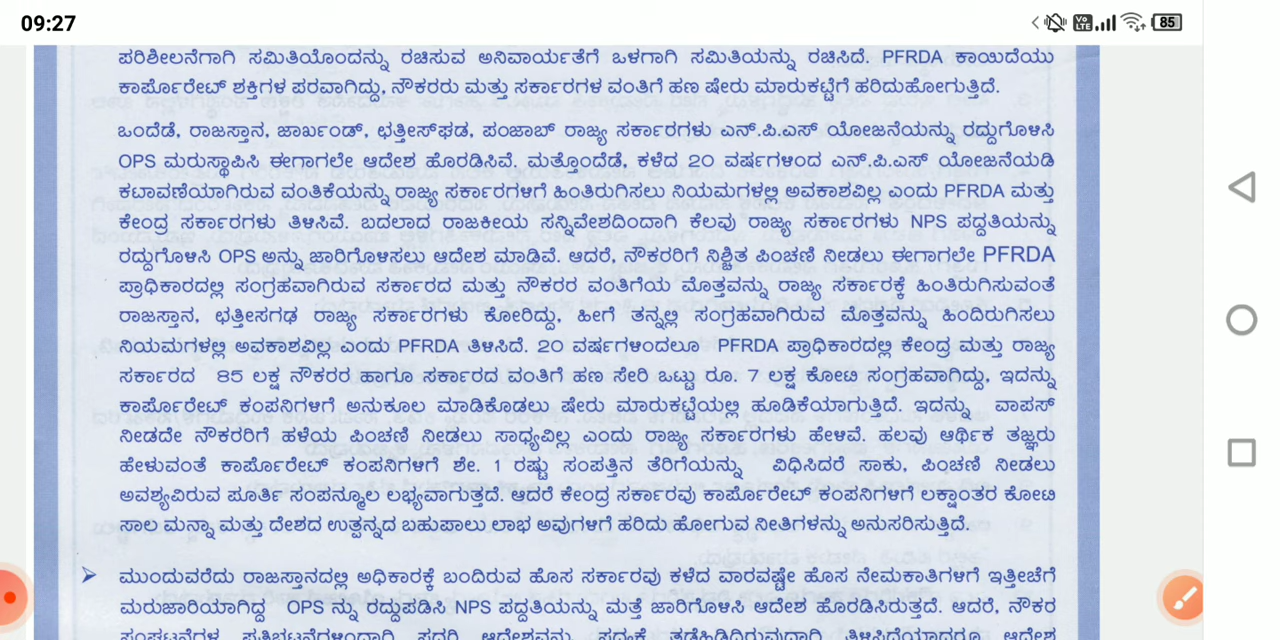 09:27
Vo LTE 85
ಪರಿಶೀಲನೆಗಾಗಿ ಸಮಿತಿಯೊಂದನ್ನು ರಚಿಸುವ ಅನಿವಾರ್ಯತೆಗೆ ಒಳಗಾಗಿ ಸಮಿತಿಯನ್ನು ರಚಿಸಿದೆ. PFRDA ಕಾಯಿದೆಯು
ಕಾರ್ಪೊರೇಟ್ ಶಕ್ತಿಗಳ ಪರವಾಗಿದ್ದು, ನೌಕರರು ಮತ್ತು ಸರ್ಕಾರಗಳ ವಂತಿಗೆ ಹಣ ಷೇರು ಮಾರುಕಟ್ಟೆಗೆ ಹರಿದುಹೋಗುತ್ತಿದೆ.
ಒಂದೆಡೆ, ರಾಜಸ್ತಾನ, ಜಾರ್ಖಂಡ್, ಛತ್ತೀಸ್‌ಘಡ, ಪಂಜಾಬ್ ರಾಜ್ಯ ಸರ್ಕಾರಗಳು ಎನ್.ಪಿ.ಎಸ್ ಯೋಜನೆಯನ್ನು ರದ್ದುಗೊಳಿಸಿ
OPS ಮರುಸ್ಥಾಪಿಸಿ ಈಗಾಗಲೇ ಆದೇಶ ಹೊರಡಿಸಿವೆ. ಮತ್ತೊಂದೆಡೆ, ಕಳೆದ 20 ವರ್ಷಗಳಿಂದ ಎನ್.ಪಿ.ಎಸ್ ಯೋಜನೆಯಡಿ
ಕಟಾವಣೆಯಾಗಿರುವ ವಂತಿಕೆಯನ್ನು ರಾಜ್ಯ ಸರ್ಕಾರಗಳಿಗೆ ಹಿಂತಿರುಗಿಸಲು ನಿಯಮಗಳಲ್ಲಿ ಅವಕಾಶವಿಲ್ಲ ಎಂದು PFRDA ಮತ್ತು
ಕೇಂದ್ರ ಸರ್ಕಾರಗಳು ತಿಳಿಸಿವೆ. ಬದಲಾದ ರಾಜಕೀಯ ಸನ್ನಿವೇಶದಿಂದಾಗಿ ಕೆಲವು ರಾಜ್ಯ ಸರ್ಕಾರಗಳು NPS ಪದ್ದತಿಯನ್ನು
ರದ್ದುಗೊಳಿಸಿ OPS ಅನ್ನು ಜಾರಿಗೊಳಿಸಲು ಆದೇಶ ಮಾಡಿವೆ. ಆದರೆ, ನೌಕರರಿಗೆ ನಿಶ್ಚಿತ ಪಿಂಚಣಿ ನೀಡಲು ಈಗಾಗಲೇ PFRDA
ಪ್ರಾಧಿಕಾರದಲ್ಲಿ ಸಂಗ್ರಹವಾಗಿರುವ ಸರ್ಕಾರದ ಮತ್ತು ನೌಕರರ ವಂತಿಗೆಯ ಮೊತ್ತವನ್ನು ರಾಜ್ಯ ಸರ್ಕಾರಕ್ಕೆ ಹಿಂತಿರುಗಿಸುವಂತೆ
ರಾಜಸ್ತಾನ, ಛತ್ತೀಸಗಢ ರಾಜ್ಯ ಸರ್ಕಾರಗಳು ಕೋರಿದ್ದು, ಹೀಗೆ ತನ್ನಲ್ಲಿ ಸಂಗ್ರಹವಾಗಿರುವ ಮೊತ್ತವನ್ನು ಹಿಂದಿರುಗಿಸಲು
ನಿಯಮಗಳಲ್ಲಿ ಅವಕಾಶವಿಲ್ಲ ಎಂದು PFRDA ತಿಳಿಸಿದೆ. 20 ವರ್ಷಗಳಿಂದಲೂ PFRDA ಪ್ರಾಧಿಕಾರದಲ್ಲಿ ಕೇಂದ್ರ ಮತ್ತು ರಾಜ್ಯ
ಸರ್ಕಾರದ 85 ಲಕ್ಷ ನೌಕರರ ಹಾಗೂ ಸರ್ಕಾರದ ವಂತಿಗೆ ಹಣ ಸೇರಿ ಒಟ್ಟು ರೂ. 7 ಲಕ್ಷ ಕೋಟಿ ಸಂಗ್ರಹವಾಗಿದ್ದು, ಇದನ್ನು
ಕಾರ್ಪೊರೇಟ್ ಕಂಪನಿಗಳಿಗೆ ಅನುಕೂಲ ಮಾಡಿಕೊಡಲು ಷೇರು ಮಾರುಕಟ್ಟೆಯಲ್ಲಿ ಹೂಡಿಕೆಯಾಗುತ್ತಿದೆ. ಇದನ್ನು ವಾಪಸ್
ನೀಡದೇ ನೌಕರರಿಗೆ ಹಳೆಯ ಪಿಂಚಣಿ ನೀಡಲು ಸಾಧ್ಯವಿಲ್ಲ ಎಂದು ರಾಜ್ಯ ಸರ್ಕಾರಗಳು ಹೇಳಿವೆ. ಹಲವು ಆರ್ಥಿಕ ತಜ್ಞರು
ಹೇಳುವಂತೆ ಕಾರ್ಪೊರೇಟ್ ಕಂಪನಿಗಳಿಗೆ ಶೇ. 1 ರಷ್ಟು ಸಂಪತ್ತಿನ ತೆರಿಗೆಯನ್ನು ವಿಧಿಸಿದರೆ ಸಾಕು, ಪಿಂಚಣಿ ನೀಡಲು
ಅವಶ್ಯವಿರುವ ಪೂರ್ತಿ ಸಂಪನ್ಮೂಲ ಲಭ್ಯವಾಗುತ್ತದೆ. ಆದರೆ ಕೇಂದ್ರ ಸರ್ಕಾರವು ಕಾರ್ಪೊರೇಟ್ ಕಂಪನಿಗಳಿಗೆ ಲಕ್ಷಾಂತರ ಕೋಟಿ
ಸಾಲ ಮನ್ನಾ ಮತ್ತು ದೇಶದ ಉತ್ಪನ್ನದ ಬಹುಪಾಲು ಲಾಭ ಅವುಗಳಿಗೆ ಹರಿದು ಹೋಗುವ ನೀತಿಗಳನ್ನು ಅನುಸರಿಸುತ್ತಿದೆ.
➢ ಮುಂದುವರೆದು ರಾಜಸ್ತಾನದಲ್ಲಿ ಅಧಿಕಾರಕ್ಕೆ ಬಂದಿರುವ ಹೊಸ ಸರ್ಕಾರವು ಕಳೆದ ವಾರವಷ್ಟೇ ಹೊಸ ನೇಮಕಾತಿಗಳಿಗೆ ಇತ್ತೀಚೆಗೆ
ಮರುಜಾರಿಯಾಗಿದ್ದ OPS ನ್ನು ರದ್ದುಪಡಿಸಿ NPS ಪದ್ಧತಿಯನ್ನು ಮತ್ತೆ ಜಾರಿಗೊಳಿಸಿ ಆದೇಶ ಹೊರಡಿಸಿರುತ್ತದೆ. ಆದರೆ, ನೌಕರ